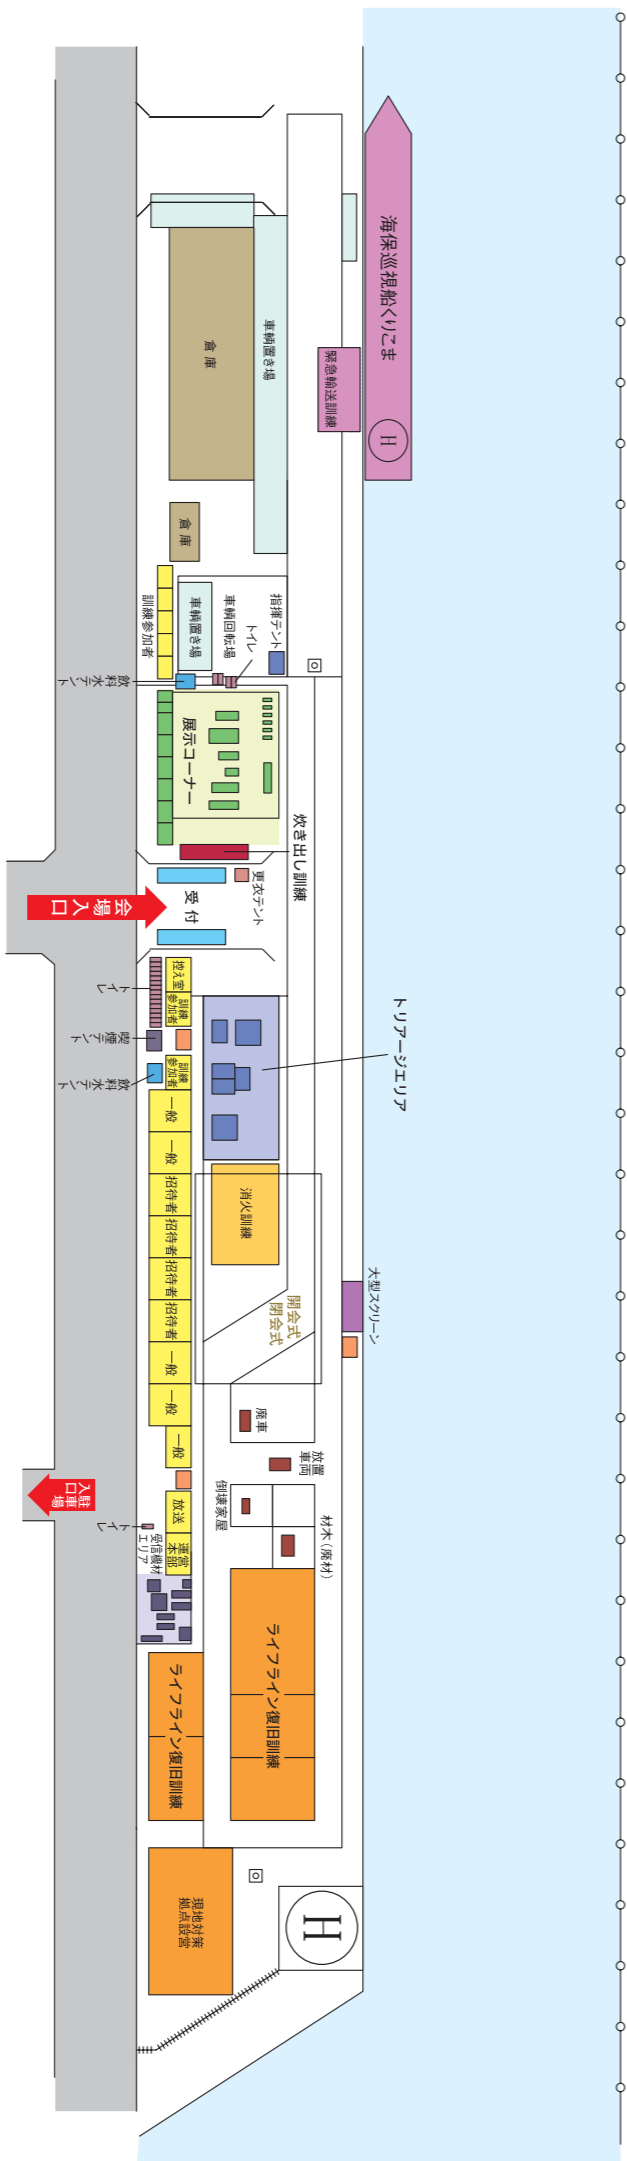 海保巡視船くりこま
H
緊急輸送訓練
車輌置き場
倉庫
倉庫
訓練参加者
車輌置き場
車輌回転場
トイレ
指揮テント
飲料水テント
展示コーナー
炊き出し訓練
更衣テント
受付
会場入口
トイレ
控え室
訓練
参加者
喫煙テント
訓練
参加者
飲料水テント
トリアージエリア
一般
一般
招待者
招待者
招待者
招待者
一般
一般
一般
消火訓練
開会式
閉会式
大型スクリーン
廃車
放置
車両
倒壊家屋
材木(廃材)
放送
運営
本部
駐車場
入口
トイレ
受信機材
エリア
ライフライン復旧訓練
ライフライン復旧訓練
現地対策
拠点設営
H